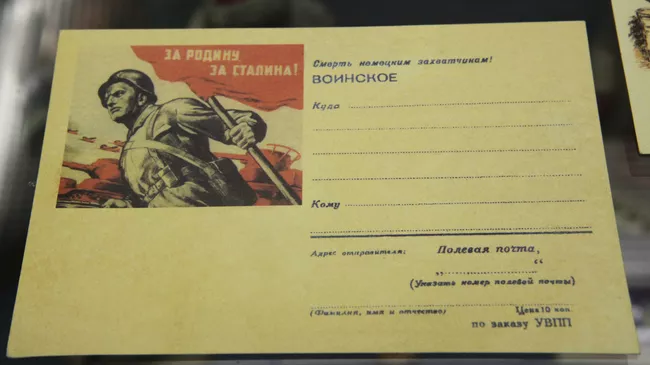 ЗА РОДИНУ,
ЗА СТАЛИНА!
Смерть немецким захватчикам!
ВОИНСКОЕ
Куда
Кому
Адрес отправителя: Полевая почта,
„ “
(Указать номер полевой почты)
(Фамилия, имя и отчество) Цена 10 коп.
по заказу УВПП